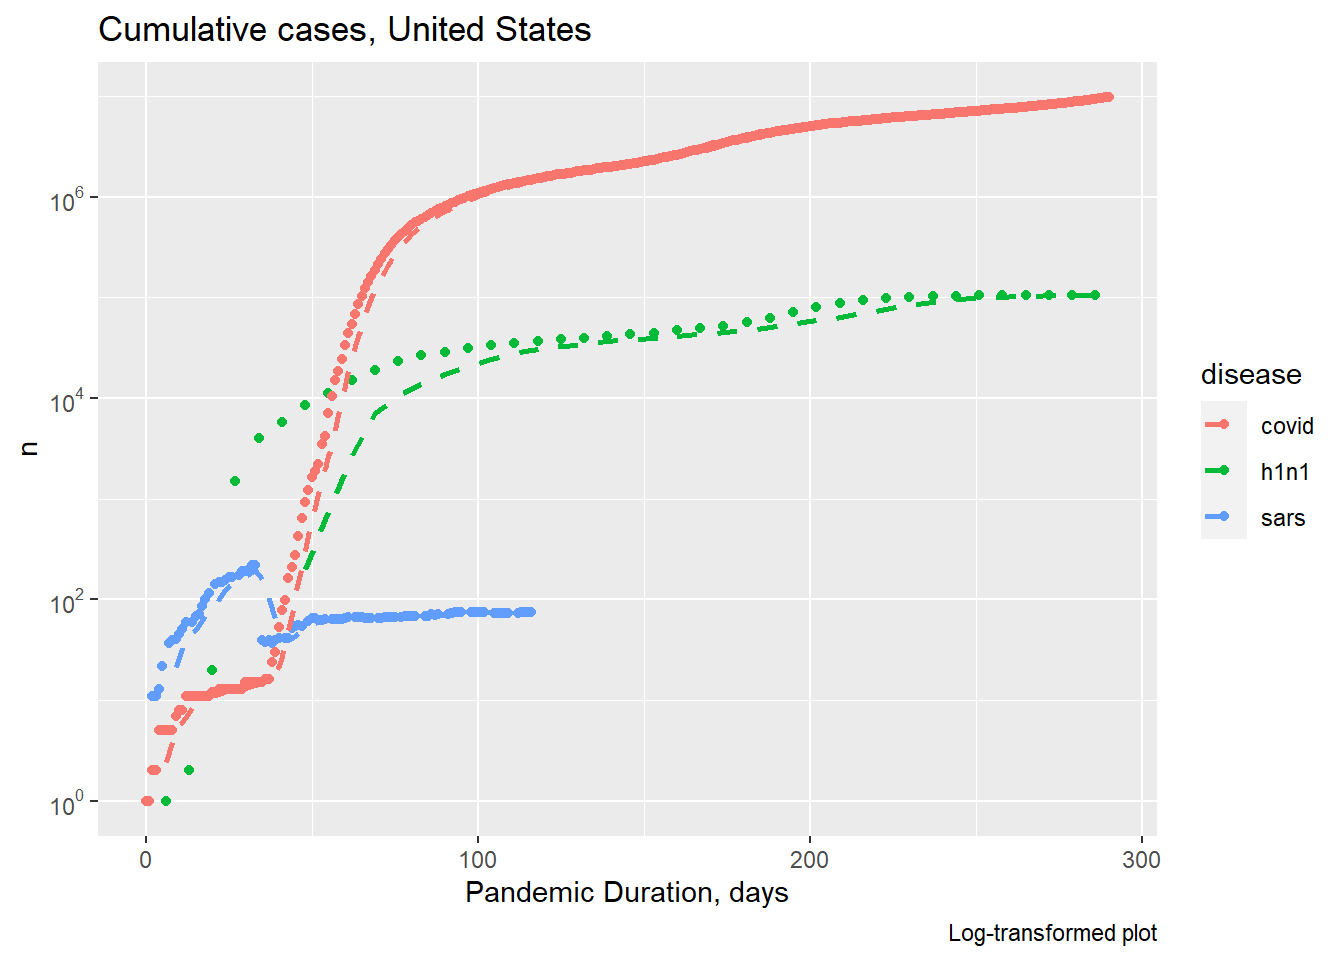 Cumulative cases, United States
n
10^6
10^4
10^2
10^0
0 100 200 300
Pandemic Duration, days
disease
covid
h1n1
sars
Log-transformed plot